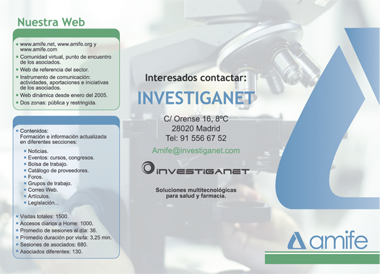 Nuestra Web
www.amife.net, www.amife.org y
www.amife.com
Comunidad virtual, punto de encuentro
de los asociados.
Web de referencia del sector.
Instrumento de comunicación:
actividades, aportaciones e iniciativas
de los asociados.
Web dinámica desde enero del 2005.
Dos zonas: pública y restringida.
Contenidos:
Formación e información actualizada
en diferentes secciones:
Noticias.
Eventos: cursos, congresos.
Bolsa de trabajo.
Catálogo de proveedores.
Foros.
Grupos de trabajo.
Correo Web.
Artículos.
Legislación...
Visitas totales: 1500.
Accesos diarios a Home: 1000.
Promedio de sesiones al día: 36.
Promedio duración por visita: 3,25 min.
Sesiones de asociados: 680.
Asociados diferentes: 130.
Interesados contactar:
INVESTIGANET
C/ Orense 16, 8ºC
28020 Madrid
Tel: 91 556 67 52
Amife@investiganet.com
INVESTIGANET
Soluciones multitecnológicas
para salud y farmacia.
amife